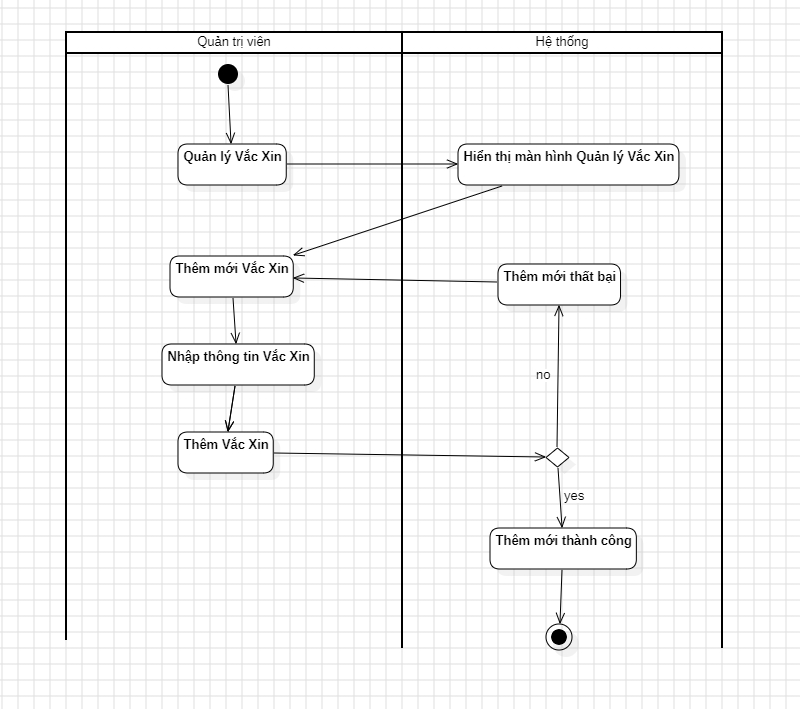 Quản trị viên
Hệ thống
Quản lý Vắc Xin
Hiển thị màn hình Quản lý Vắc Xin
Thêm mới Vắc Xin
Thêm mới thất bại
Nhập thông tin Vắc Xin
no
Thêm Vắc Xin
yes
Thêm mới thành công